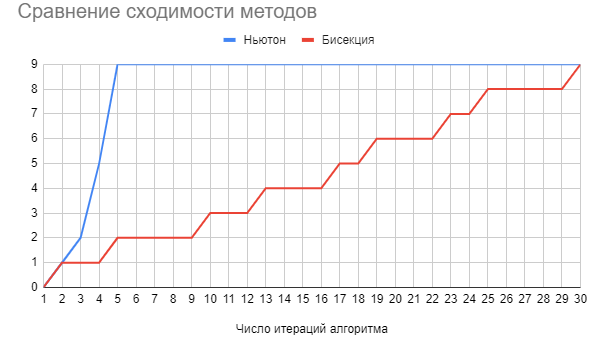 Сравнение сходимости методов
Ньютон Бисекция
9
8
7
6
5
4
3
2
1
0
1 2 3 4 5 6 7 8 9 10 11 12 13 14 15 16 17 18 19 20 21 22 23 24 25 26 27 28 29 30
Число итераций алгоритма